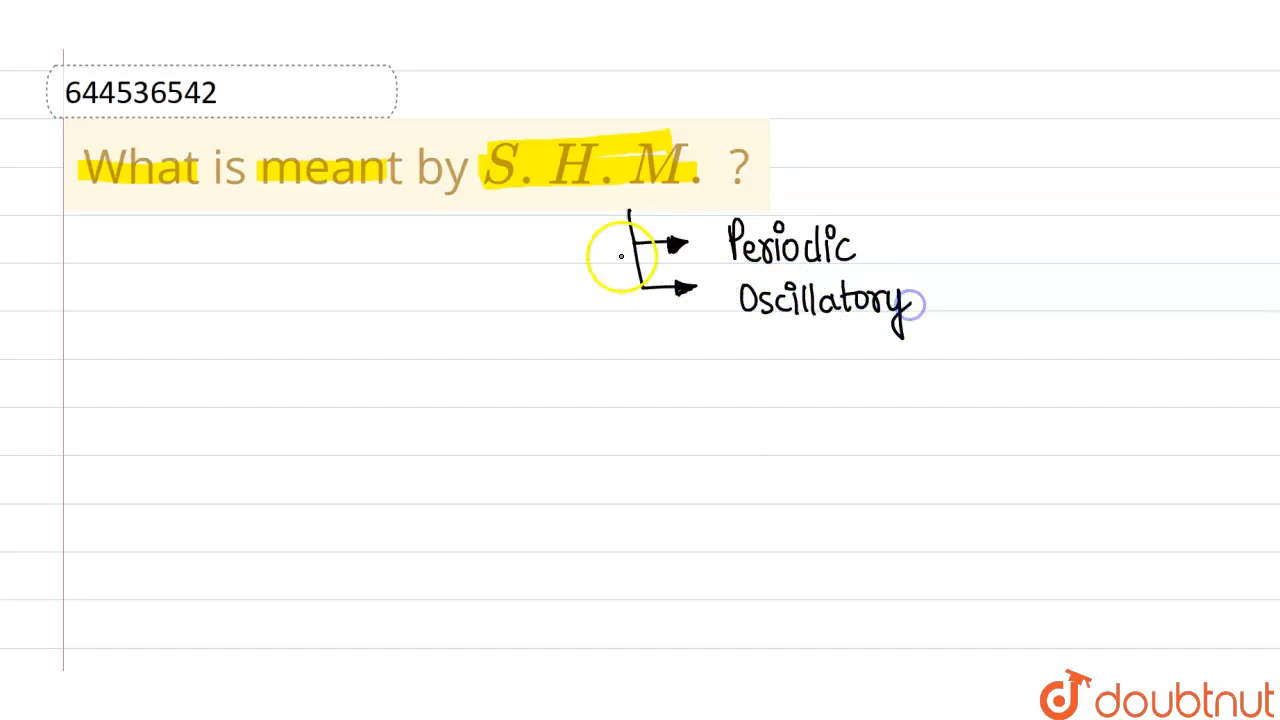 644536542
What is meant by S. H. M. ?
Periodic
Oscillatory
doubtnut